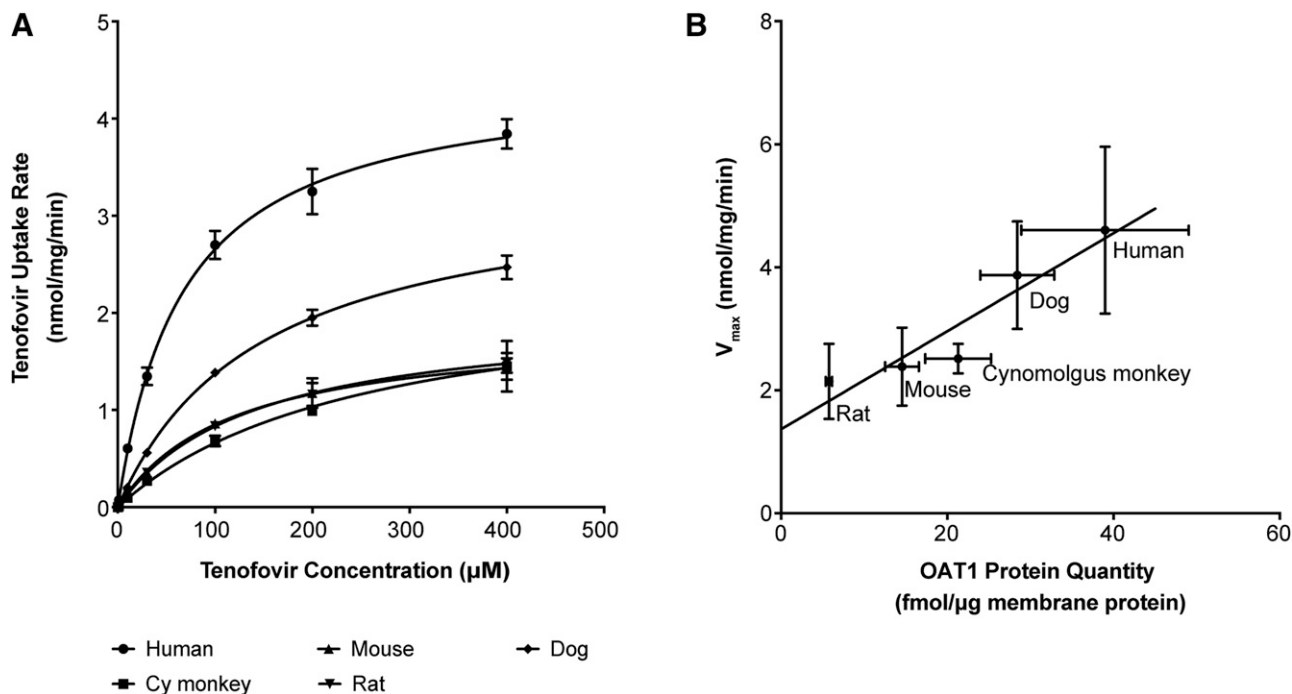 A
5
4
3
2
1
0
Tenofovir Uptake Rate
(nmol/mg/min)
0 100 200 300 400 500
Tenofovir Concentration (µM)
Human Mouse Dog
Cy monkey Rat
B
8
6
4
2
0
Vmax (nmol/mg/min)
Human
Dog
Cynomolgus monkey
Mouse
Rat
0 20 40 60
OAT1 Protein Quantity
(fmol/µg membrane protein)